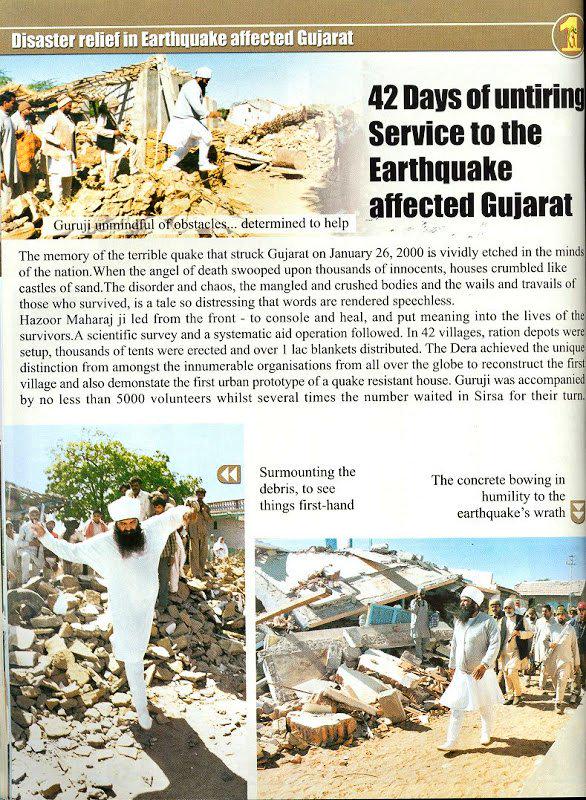 Disaster relief in Earthquake affected Gujarat
1
42 Days of untiring
Service to the
Earthquake
affected Gujarat
Guruji unmindful of obstacles... determined to help
The memory of the terrible quake that struck Gujarat on January 26, 2000 is vividly etched in the minds
of the nation.When the angel of death swooped upon thousands of innocents, houses crumbled like
castles of sand.The disorder and chaos, the mangled and crushed bodies and the wails and travails of
those who survived, is a tale so distressing that words are rendered speechless.
Hazoor Maharaj ji led from the front - to console and heal, and put meaning into the lives of the
survivors.A scientific survey and a systematic aid operation followed. In 42 villages, ration depots were
setup, thousands of tents were erected and over 1 lac blankets distributed. The Dera achieved the unique
distinction from amongst the innumerable organisations from all over the globe to reconstruct the first
village and also demonstate the first urban prototype of a quake resistant house. Guruji was accompanied
by no less than 5000 volunteers whilst several times the number waited in Sirsa for their turn.
Surmounting the
debris, to see
things first-hand
The concrete bowing in
humility to the
earthquake's wrath